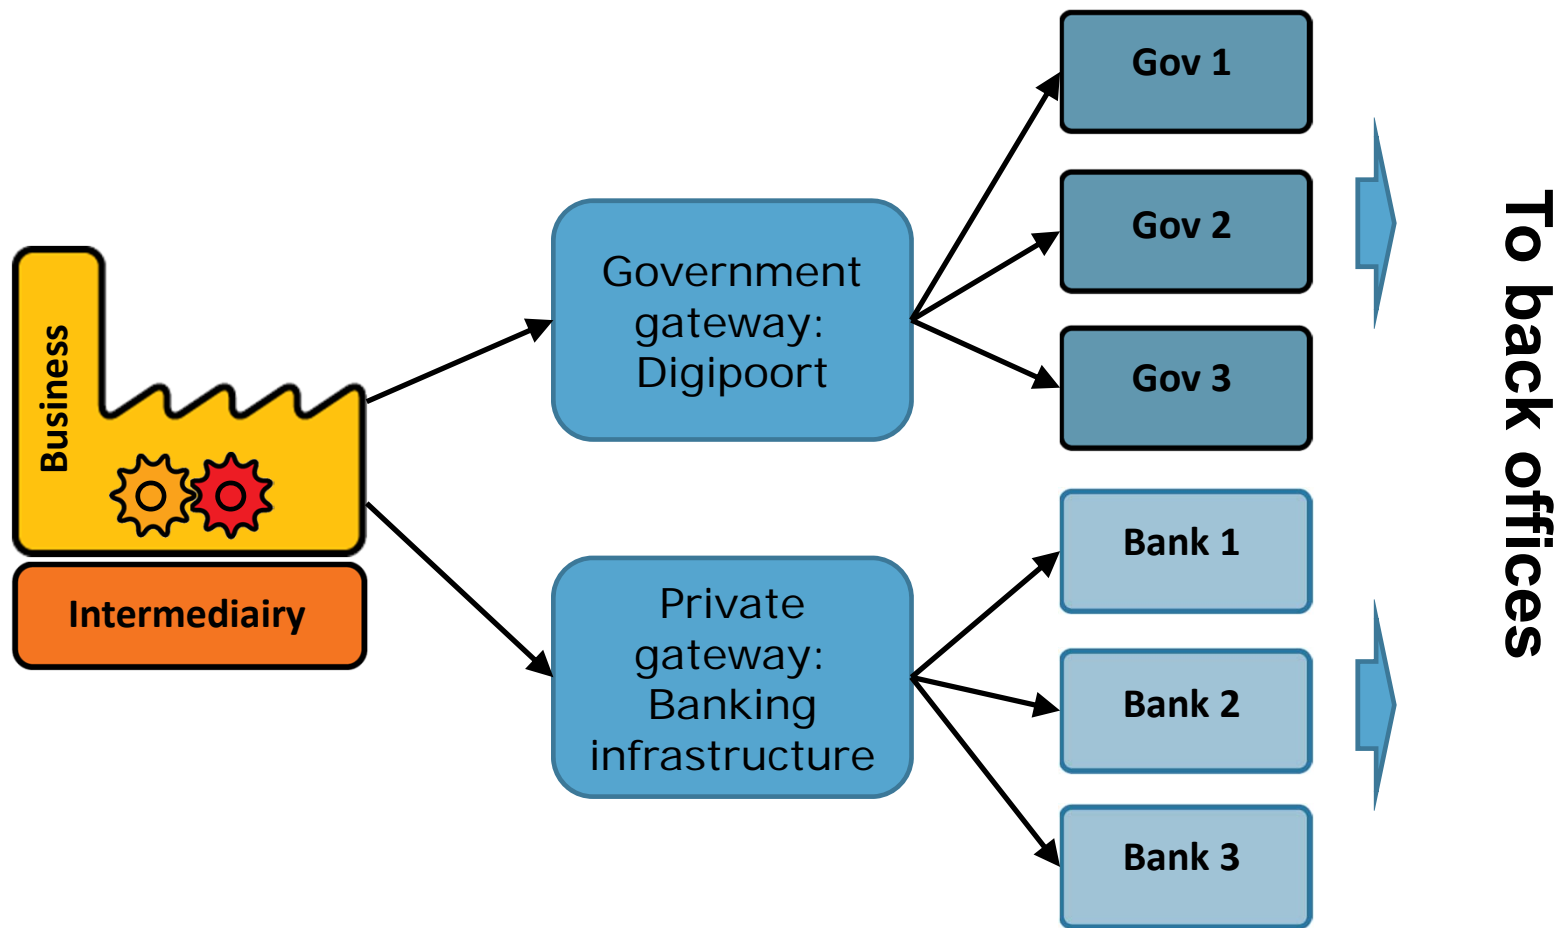 Business
Intermediairy
Government
gateway:
Digipoort
Private
gateway:
Banking
infrastructure
Gov 1
Gov 2
Gov 3
Bank 1
Bank 2
Bank 3
To back offices